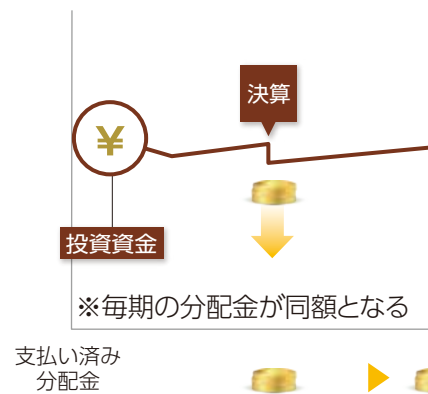 決算
¥
投資資金
※毎期の分配金が同額となる
支払い済み
分配金